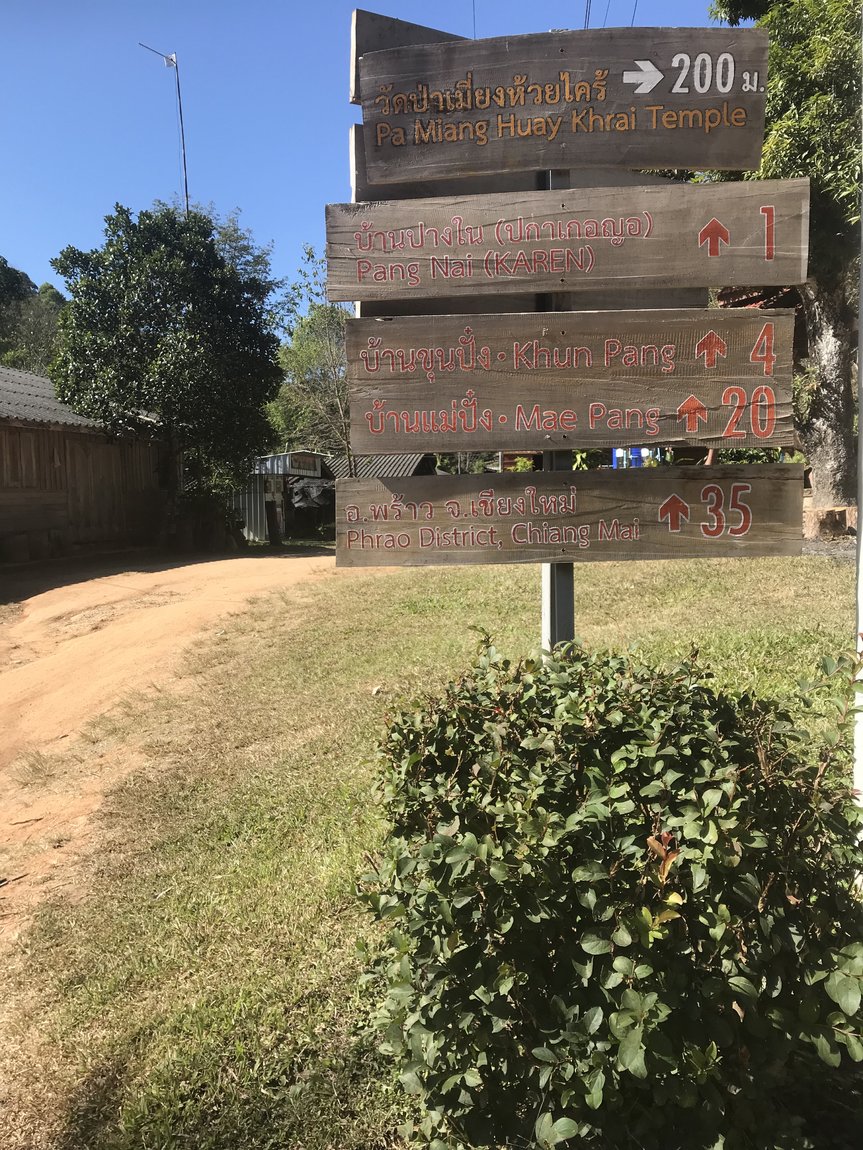 วัดป่าเมี่ยงห้วยไคร้ → 200 ม.
Pa Miang Huay Khrai Temple
บ้านปางใน (ปกาเกอญอ) ↑ 1
Pang Nai (KAREN)
บ้านขุนปั๋ง • Khun Pang ↑ 4
บ้านแม่ปั๋ง • Mae Pang ↑ 20
อ.พร้าว จ.เชียงใหม่ ↑ 35
Phrao District, Chiang Mai